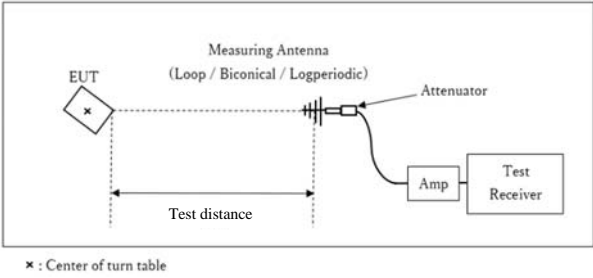 Measuring Antenna
(Loop / Biconical / Logperiodic)
EUT
Attenuator
Amp
Test
Receiver
Test distance
× : Center of turn table